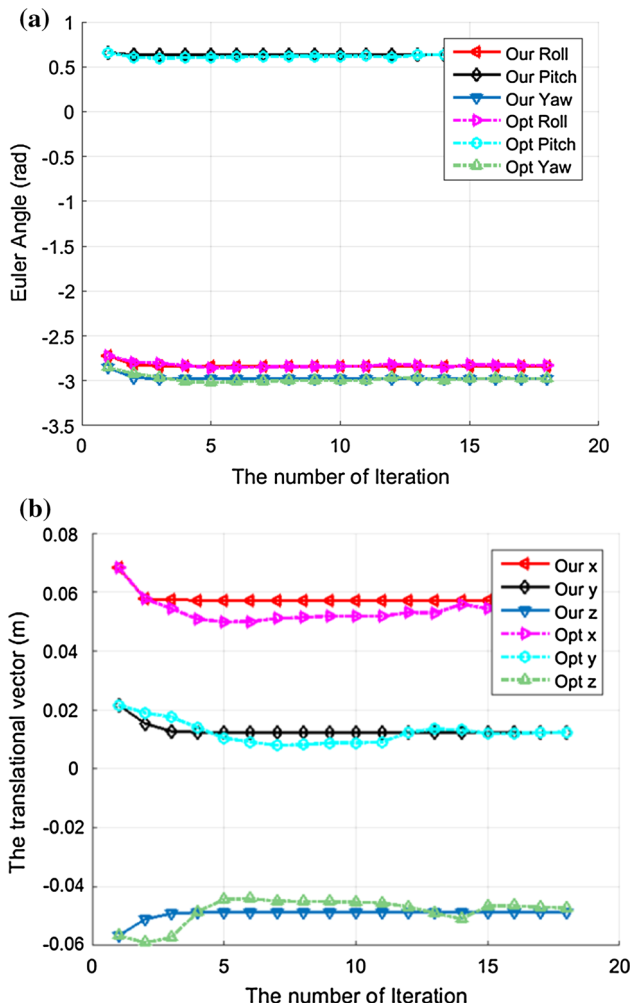 (a)
1
0.5
0
-0.5
-1
-1.5
-2
-2.5
-3
-3.5
Euler Angle (rad)
Our Roll
Our Pitch
Our Yaw
Opt Roll
Opt Pitch
Opt Yaw
0
5
10
15
20
The number of Iteration
(b)
0.08
0.06
0.04
0.02
0
-0.02
-0.04
-0.06
The translational vector (m)
Our x
Our y
Our z
Opt x
Opt y
Opt z
0
5
10
15
20
The number of Iteration